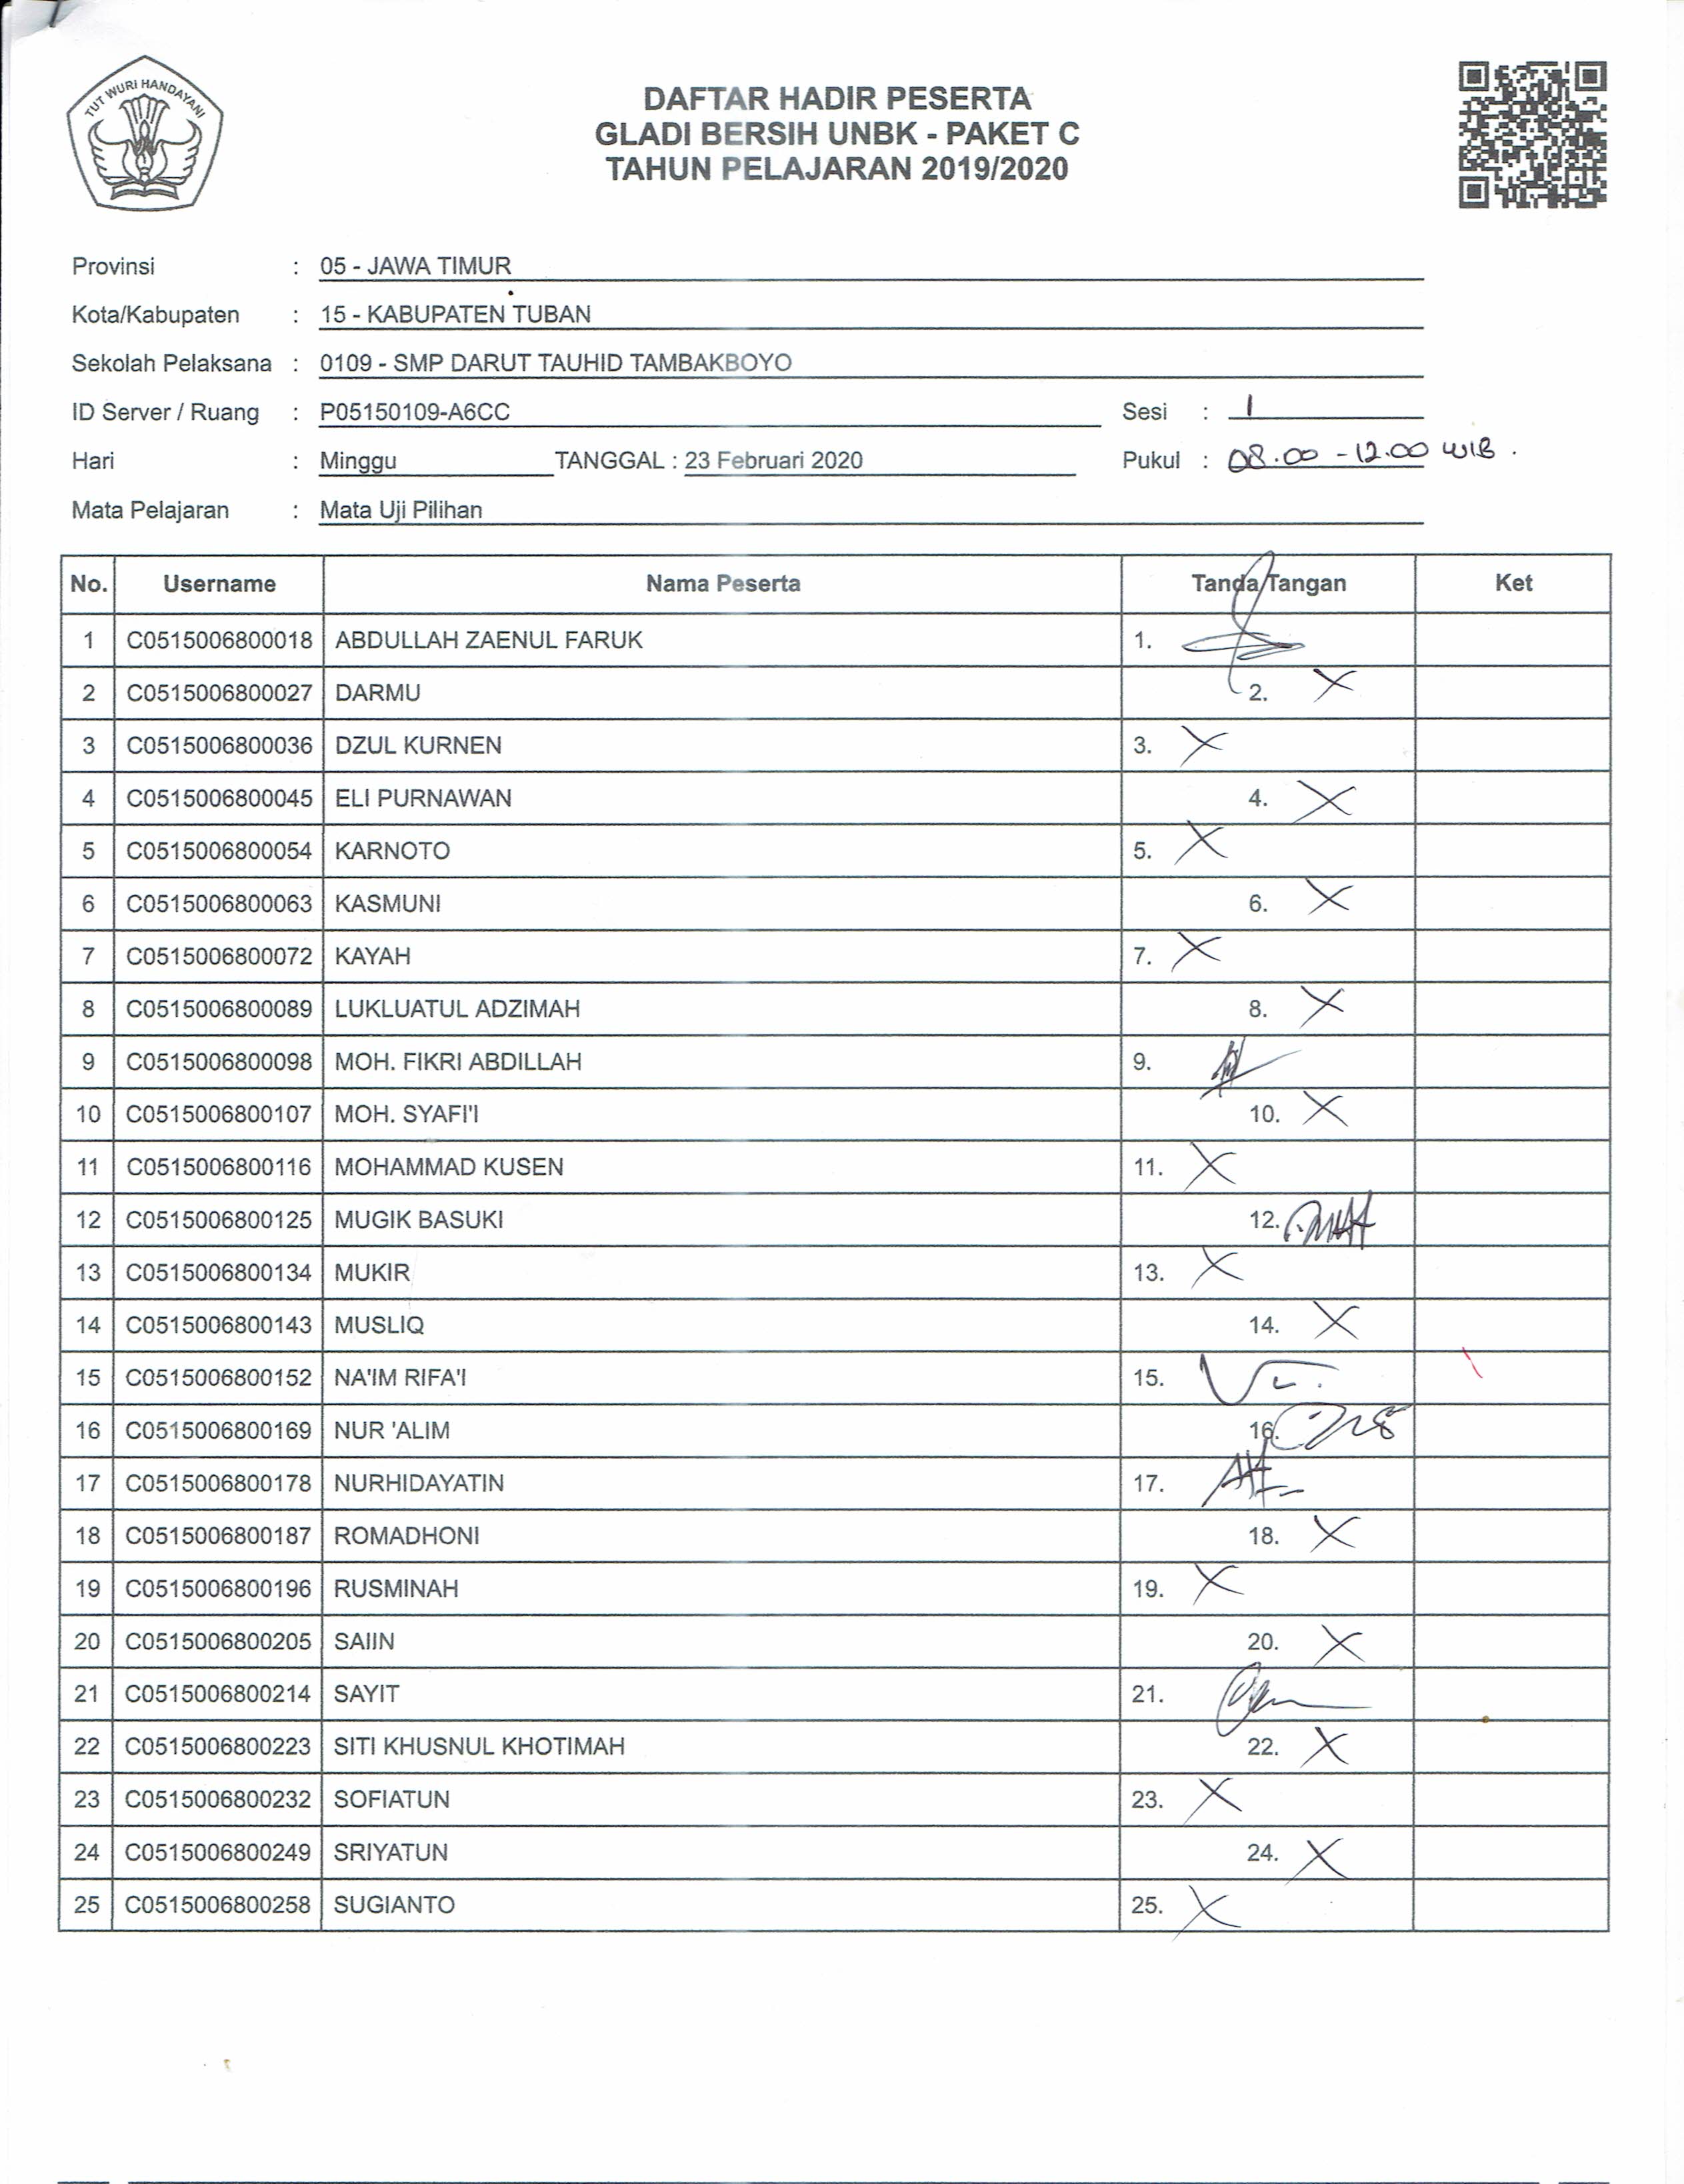 TUT WURI HANDAYANI
DAFTAR HADIR PESERTA
GLADI BERSIH UNBK - PAKET C
TAHUN PELAJARAN 2019/2020
Provinsi : 05 - JAWA TIMUR
Kota/Kabupaten : 15 - KABUPATEN TUBAN
Sekolah Pelaksana : 0109 - SMP DARUT TAUHID TAMBAKBOYO
ID Server / Ruang : P05150109-A6CC Sesi : 1
Hari : Minggu TANGGAL : 23 Februari 2020 Pukul : 08.00 - 12.00 WIB.
Mata Pelajaran : Mata Uji Pilihan
No. Username Nama Peserta Tanda Tangan Ket
1 C0515006800018 ABDULLAH ZAENUL FARUK 1.
2 C0515006800027 DARMU 2. X
3 C0515006800036 DZUL KURNEN 3. X
4 C0515006800045 ELI PURNAWAN 4. X
5 C0515006800054 KARNOTO 5. X
6 C0515006800063 KASMUNI 6. X
7 C0515006800072 KAYAH 7. X
8 C0515006800089 LUKLUATUL ADZIMAH 8. X
9 C0515006800098 MOH. FIKRI ABDILLAH 9.
10 C0515006800107 MOH. SYAFI'I 10. X
11 C0515006800116 MOHAMMAD KUSEN 11. X
12 C0515006800125 MUGIK BASUKI 12.
13 C0515006800134 MUKIR 13. X
14 C0515006800143 MUSLIQ 14. X
15 C0515006800152 NA'IM RIFA'I 15.
16 C0515006800169 NUR 'ALIM 16.
17 C0515006800178 NURHIDAYATIN 17.
18 C0515006800187 ROMADHONI 18. X
19 C0515006800196 RUSMINAH 19. X
20 C0515006800205 SAIIN 20. X
21 C0515006800214 SAYIT 21.
22 C0515006800223 SITI KHUSNUL KHOTIMAH 22. X
23 C0515006800232 SOFIATUN 23. X
24 C0515006800249 SRIYATUN 24. X
25 C0515006800258 SUGIANTO 25. X